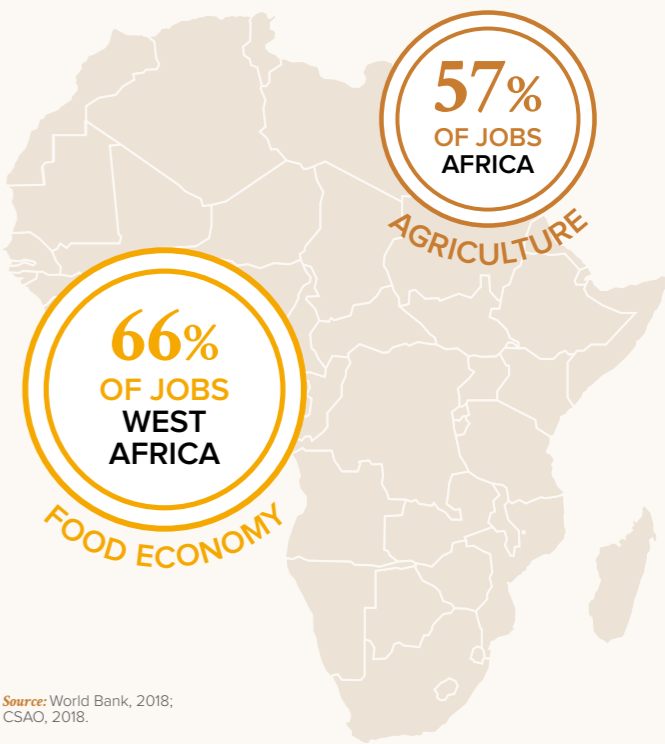 57%
OF JOBS
AFRICA
AGRICULTURE
66%
OF JOBS
WEST
AFRICA
FOOD ECONOMY
Source: World Bank, 2018;
CSAO, 2018.